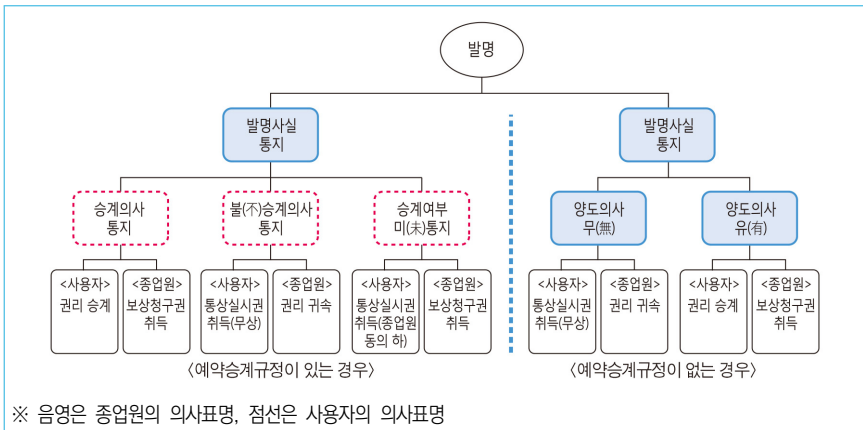 발명
발명사실
통지
발명사실
통지
승계의사
통지
불(不)승계의사
통지
승계여부
미(未)통지
양도의사
무(無)
양도의사
유(有)
<사용자>
권리 승계
<종업원>
보상청구권
취득
<사용자>
통상실시권
취득(무상)
<종업원>
권리 귀속
<사용자>
통상실시권
취득(종업원
동의 하)
<종업원>
보상청구권
취득
<사용자>
통상실시권
취득(무상)
<종업원>
권리 귀속
<사용자>
권리 승계
<종업원>
보상청구권
취득
〈예약승계규정이 있는 경우〉
〈예약승계규정이 없는 경우〉
※ 음영은 종업원의 의사표명, 점선은 사용자의 의사표명